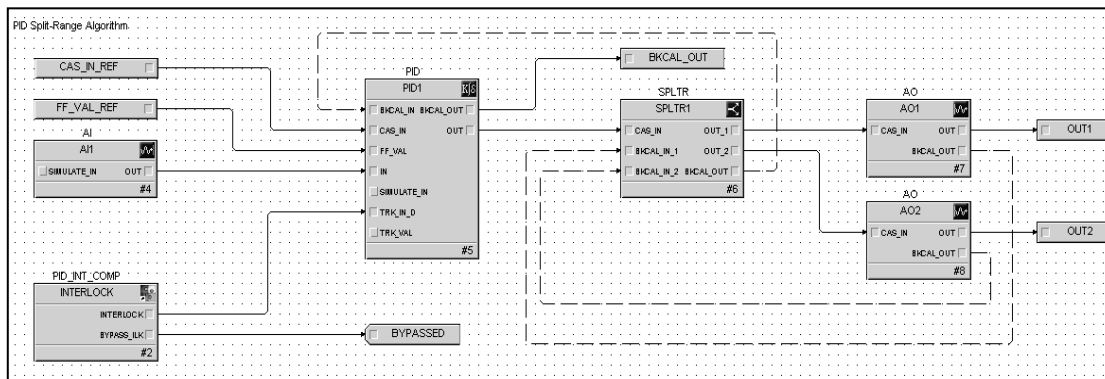 PID Split-Range Algorithm
CAS_IN_REF
FF_VAL_REF
AI
AI1
SIMULATE_IN OUT
#4
PID_INT_COMP
INTERLOCK
INTERLOCK
BYPASS_ILK
#2
PID
PID1
BKCAL_IN BKCAL_OUT
CAS_IN OUT
FF_VAL
IN
SIMULATE_IN
TRK_IN_D
TRK_VAL
#5
BKCAL_OUT
BYPASSED
SPLTR
SPLTR1
CAS_IN OUT_1
BKCAL_IN_1 OUT_2
BKCAL_IN_2 BKCAL_OUT
#6
AO
AO1
CAS_IN OUT
BKCAL_OUT
#7
OUT1
AO
AO2
CAS_IN OUT
BKCAL_OUT
#8
OUT2